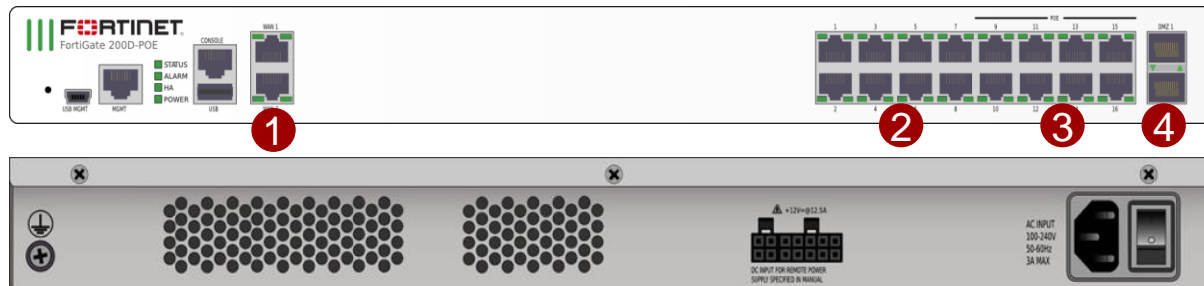 FORTINET
FortiGate 200D-POE
CONSOLE
WAN 1
STATUS
ALARM
HA
POWER
USB MGMT
MGMT
USB
1
1 3 5 7 9 11 13 15
POE
DMZ 1
2 4 8 10 12 16
2
3
4
+12V=@12.5A
DC INPUT FOR REMOTE POWER
SUPPLY SPECIFIED IN MANUAL
AC INPUT
100-240V
50-60Hz
3A MAX